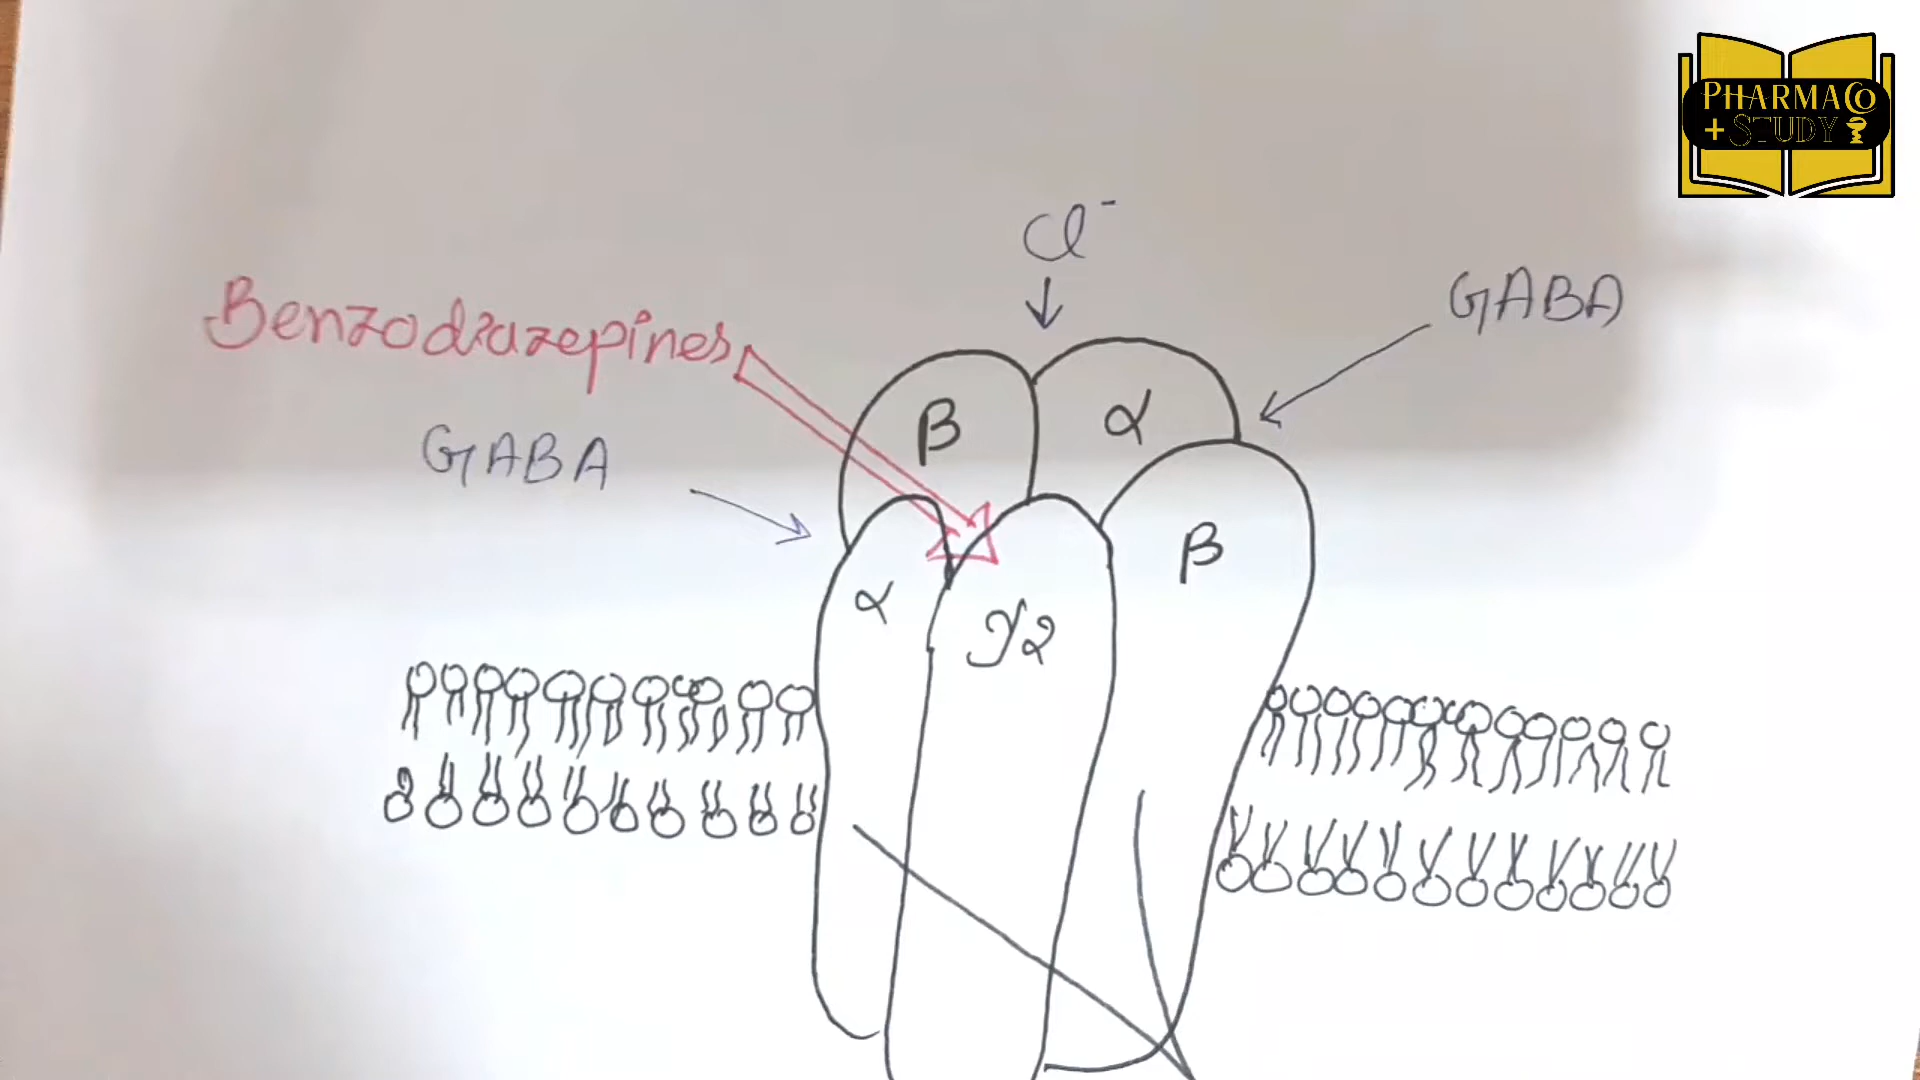 PHARMACO
+ STUDY
Cl⁻
GABA
Benzodiazepines
GABA
β
α
β
α
γ2